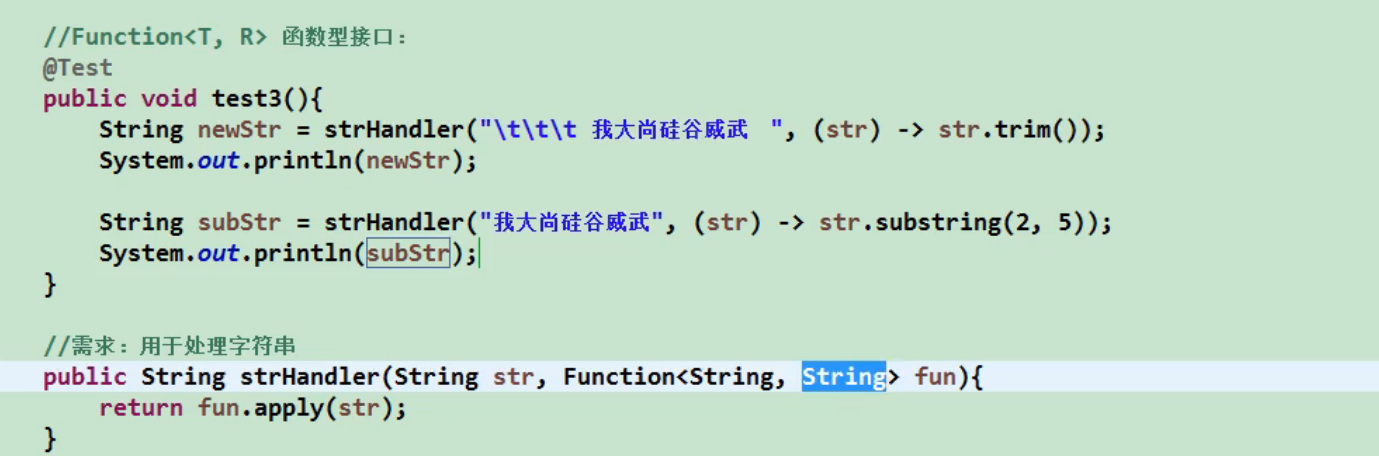 //Function<T, R> 函数型接口：
@Test
public void test3(){
    String newStr = strHandler("\t\t\t 我大尚硅谷威武  ", (str) -> str.trim());
    System.out.println(newStr);
    String subStr = strHandler("我大尚硅谷威武", (str) -> str.substring(2, 5));
    System.out.println(subStr);
}
//需求：用于处理字符串
public String strHandler(String str, Function<String, String> fun){
    return fun.apply(str);
}